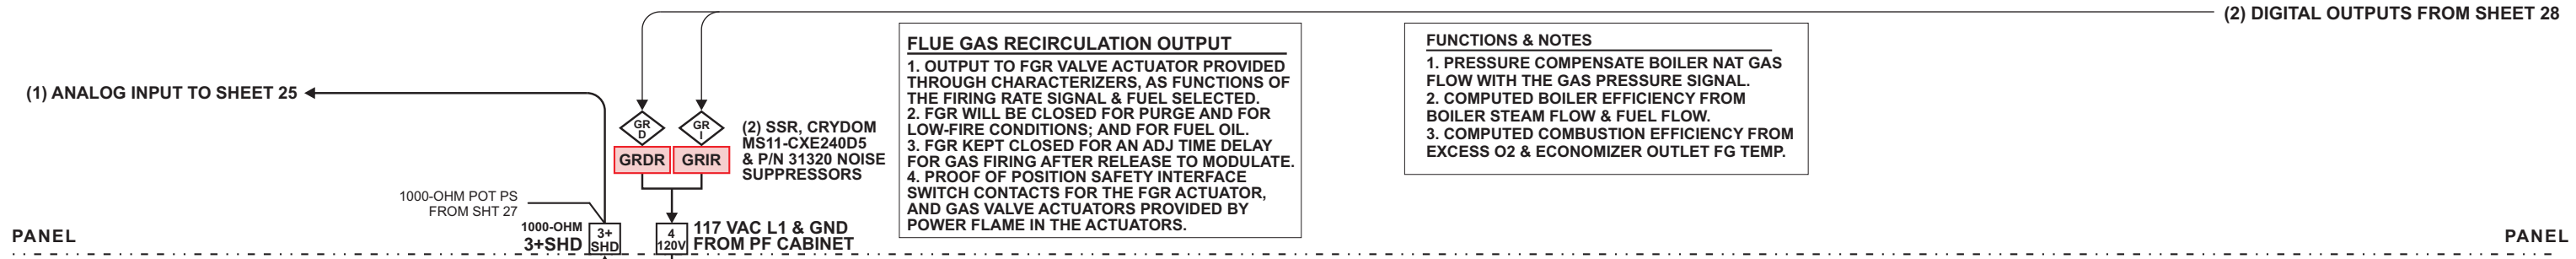 (2) DIGITAL OUTPUTS FROM SHEET 28
(1) ANALOG INPUT TO SHEET 25
GR
D
GR
I
GRDR
GRIR
(2) SSR, CRYDOM
MS11-CXE240D5
& P/N 31320 NOISE
SUPPRESSORS
FLUE GAS RECIRCULATION OUTPUT
1. OUTPUT TO FGR VALVE ACTUATOR PROVIDED
THROUGH CHARACTERIZERS, AS FUNCTIONS OF
THE FIRING RATE SIGNAL & FUEL SELECTED.
2. FGR WILL BE CLOSED FOR PURGE AND FOR
LOW-FIRE CONDITIONS; AND FOR FUEL OIL.
3. FGR KEPT CLOSED FOR AN ADJ TIME DELAY
FOR GAS FIRING AFTER RELEASE TO MODULATE.
4. PROOF OF POSITION SAFETY INTERFACE
SWITCH CONTACTS FOR THE FGR ACTUATOR,
AND GAS VALVE ACTUATORS PROVIDED BY
POWER FLAME IN THE ACTUATORS.
FUNCTIONS & NOTES
1. PRESSURE COMPENSATE BOILER NAT GAS
FLOW WITH THE GAS PRESSURE SIGNAL.
2. COMPUTED BOILER EFFICIENCY FROM
BOILER STEAM FLOW & FUEL FLOW.
3. COMPUTED COMBUSTION EFFICIENCY FROM
EXCESS O2 & ECONOMIZER OUTLET FG TEMP.
1000-OHM POT PS
FROM SHT 27
1000-OHM
3+SHD
3+
SHD
4
120V
117 VAC L1 & GND
FROM PF CABINET
PANEL
PANEL